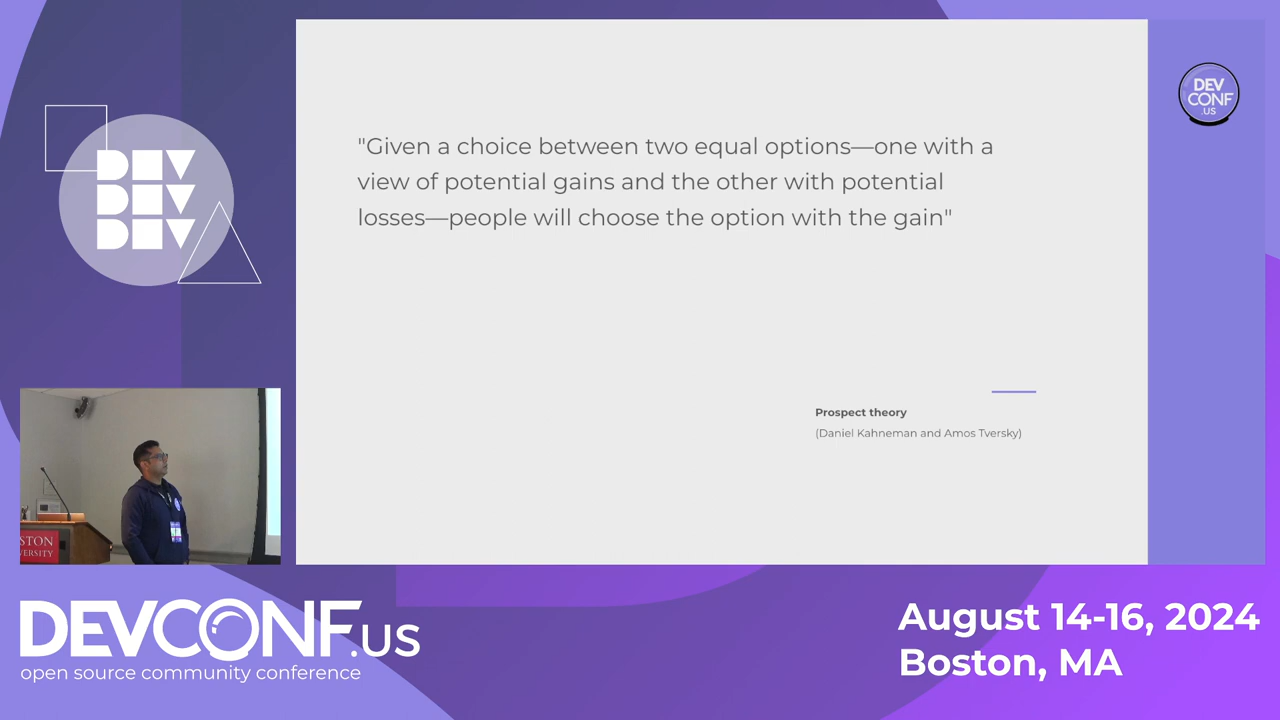 DEV
DEV
DEV
"Given a choice between two equal options—one with a
view of potential gains and the other with potential
losses—people will choose the option with the gain"
Prospect theory
(Daniel Kahneman and Amos Tversky)
DEV
CONF
.US
STON
VERSITY
DEVCONF.US
open source community conference
August 14-16, 2024
Boston, MA